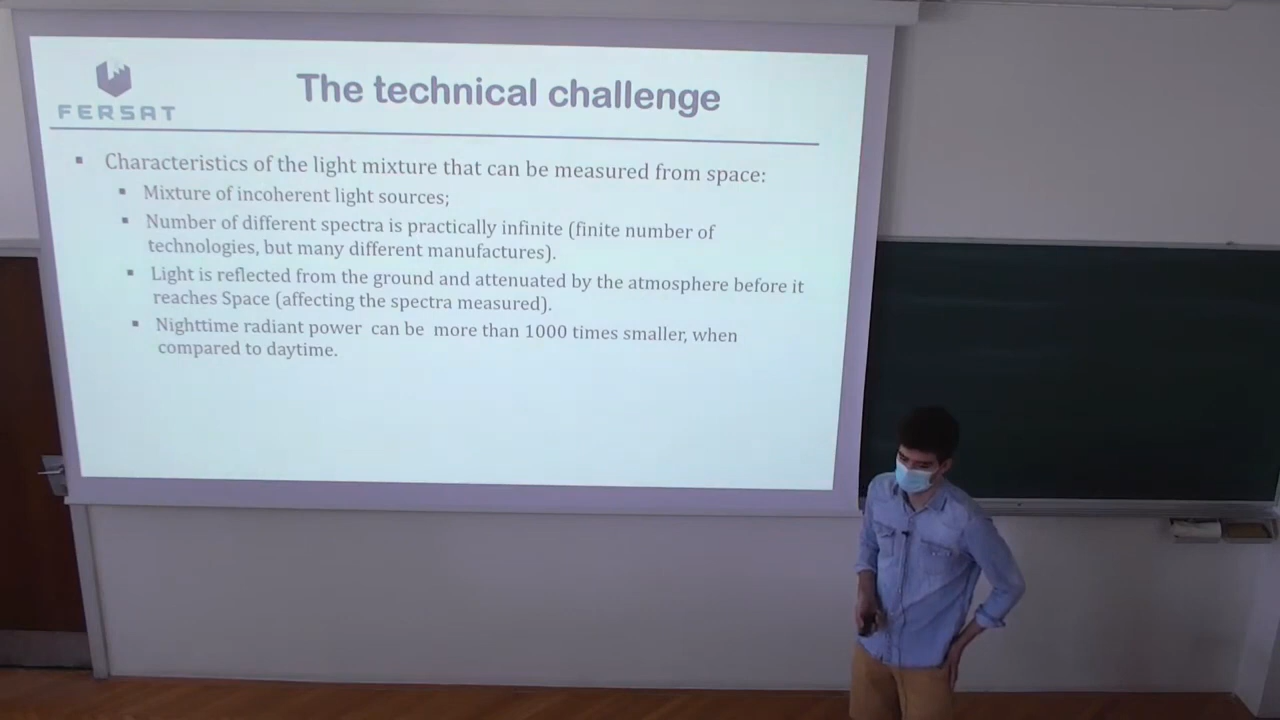 FERSAT
The technical challenge
▪ Characteristics of the light mixture that can be measured from space:
▪ Mixture of incoherent light sources;
▪ Number of different spectra is practically infinite (finite number of
technologies, but many different manufactures).
▪ Light is reflected from the ground and attenuated by the atmosphere before it
reaches Space (affecting the spectra measured).
▪ Nighttime radiant power can be more than 1000 times smaller, when
compared to daytime.